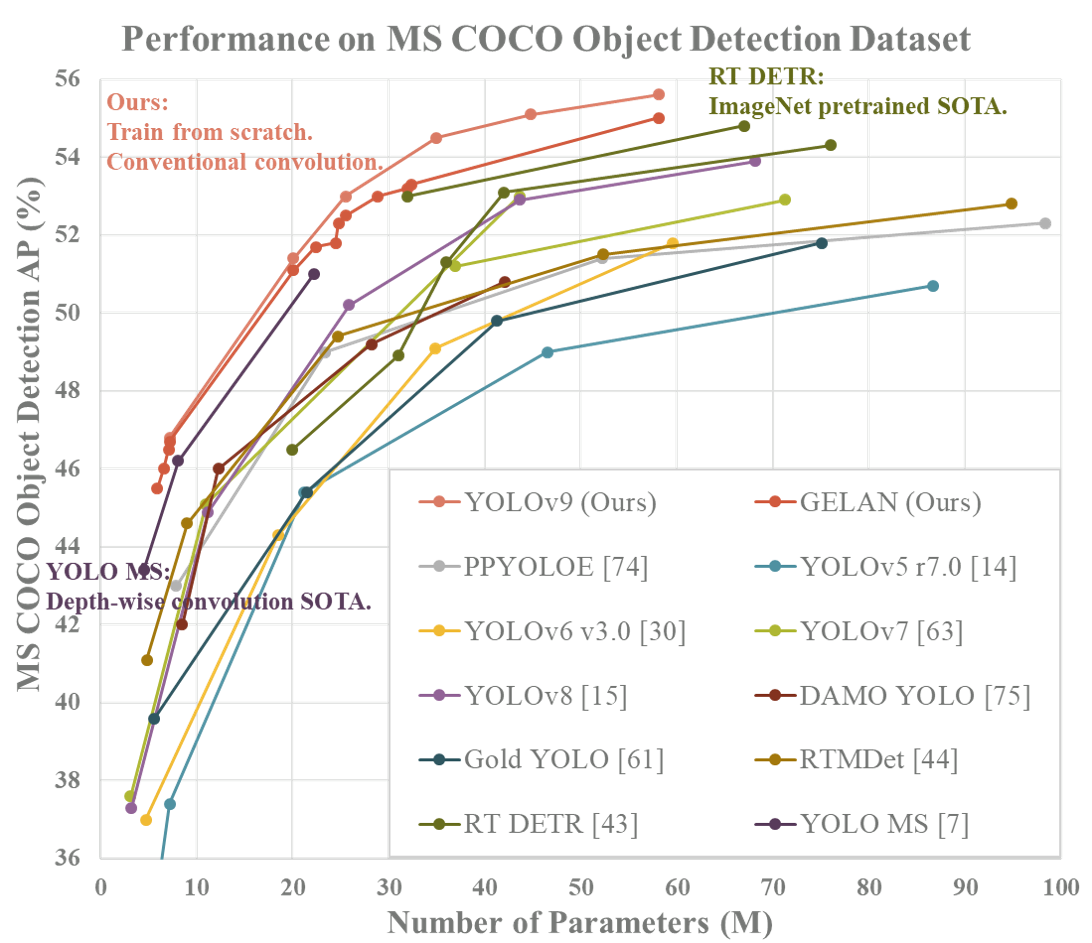 Performance on MS COCO Object Detection Dataset
RT DETR:
ImageNet pretrained SOTA.
Ours:
Train from scratch.
Conventional convolution.
MS COCO Object Detection AP (%)
56
54
52
50
48
46
44
42
40
38
36
YOLO MS:
Depth-wise convolution SOTA.
YOLOv9 (Ours)
GELAN (Ours)
PPYOLOE [74]
YOLOv5 r7.0 [14]
YOLOv6 v3.0 [30]
YOLOv7 [63]
YOLOv8 [15]
DAMO YOLO [75]
Gold YOLO [61]
RTMDet [44]
RT DETR [43]
YOLO MS [7]
0 10 20 30 40 50 60 70 80 90 100
Number of Parameters (M)